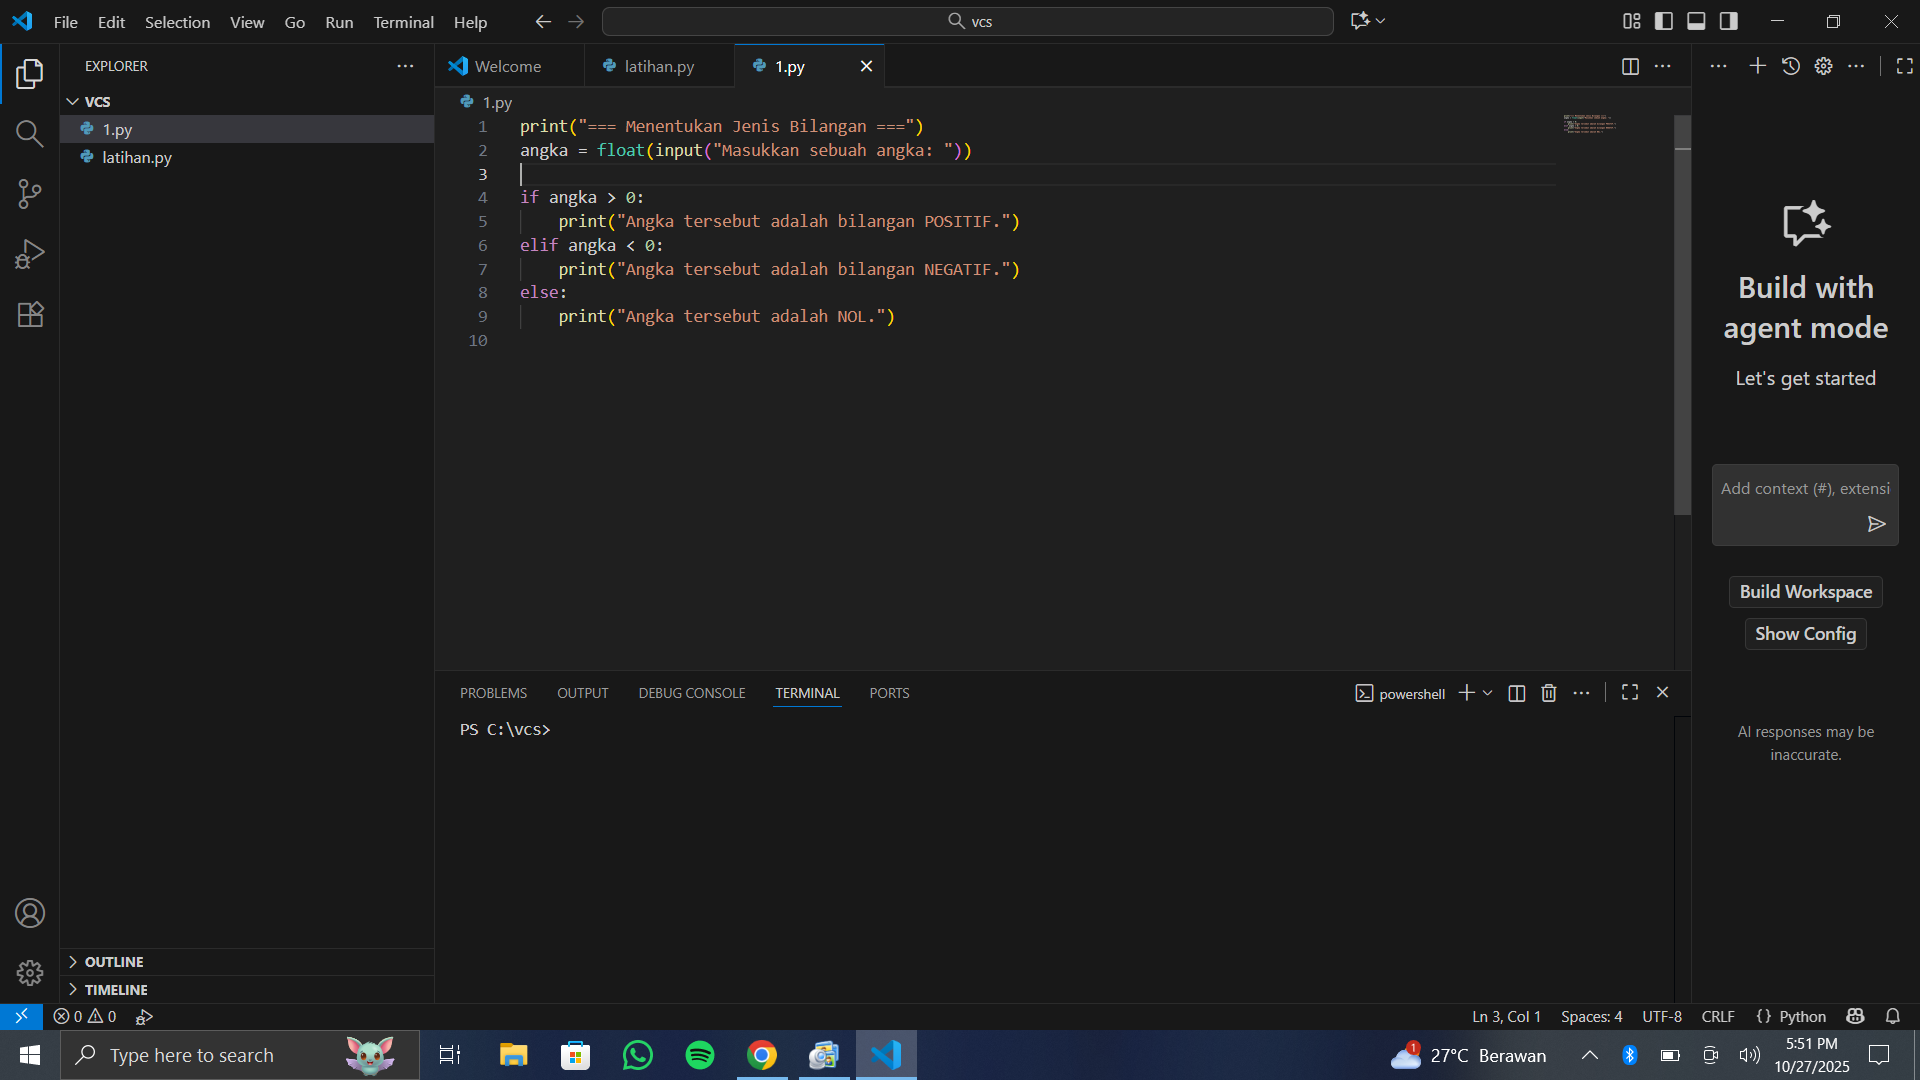 File Edit Selection View Go Run Terminal Help
vcs
EXPLORER
VCS
1.py
latihan.py
OUTLINE
TIMELINE
Welcome
latihan.py
1.py
1.py
1 print("=== Menentukan Jenis Bilangan ===")
2 angka = float(input("Masukkan sebuah angka: "))
3
4 if angka > 0:
5     print("Angka tersebut adalah bilangan POSITIF.")
6 elif angka < 0:
7     print("Angka tersebut adalah bilangan NEGATIF.")
8 else:
9     print("Angka tersebut adalah NOL.")
10
PROBLEMS OUTPUT DEBUG CONSOLE TERMINAL PORTS
powershell
PS C:\vcs>
Build with
agent mode
Let's get started
Add context (#), extensi
Build Workspace
Show Config
AI responses may be
inaccurate.
0 0
Ln 3, Col 1 Spaces: 4 UTF-8 CRLF {} Python
Type here to search
1
27°C Berawan
5:51 PM
10/27/2025